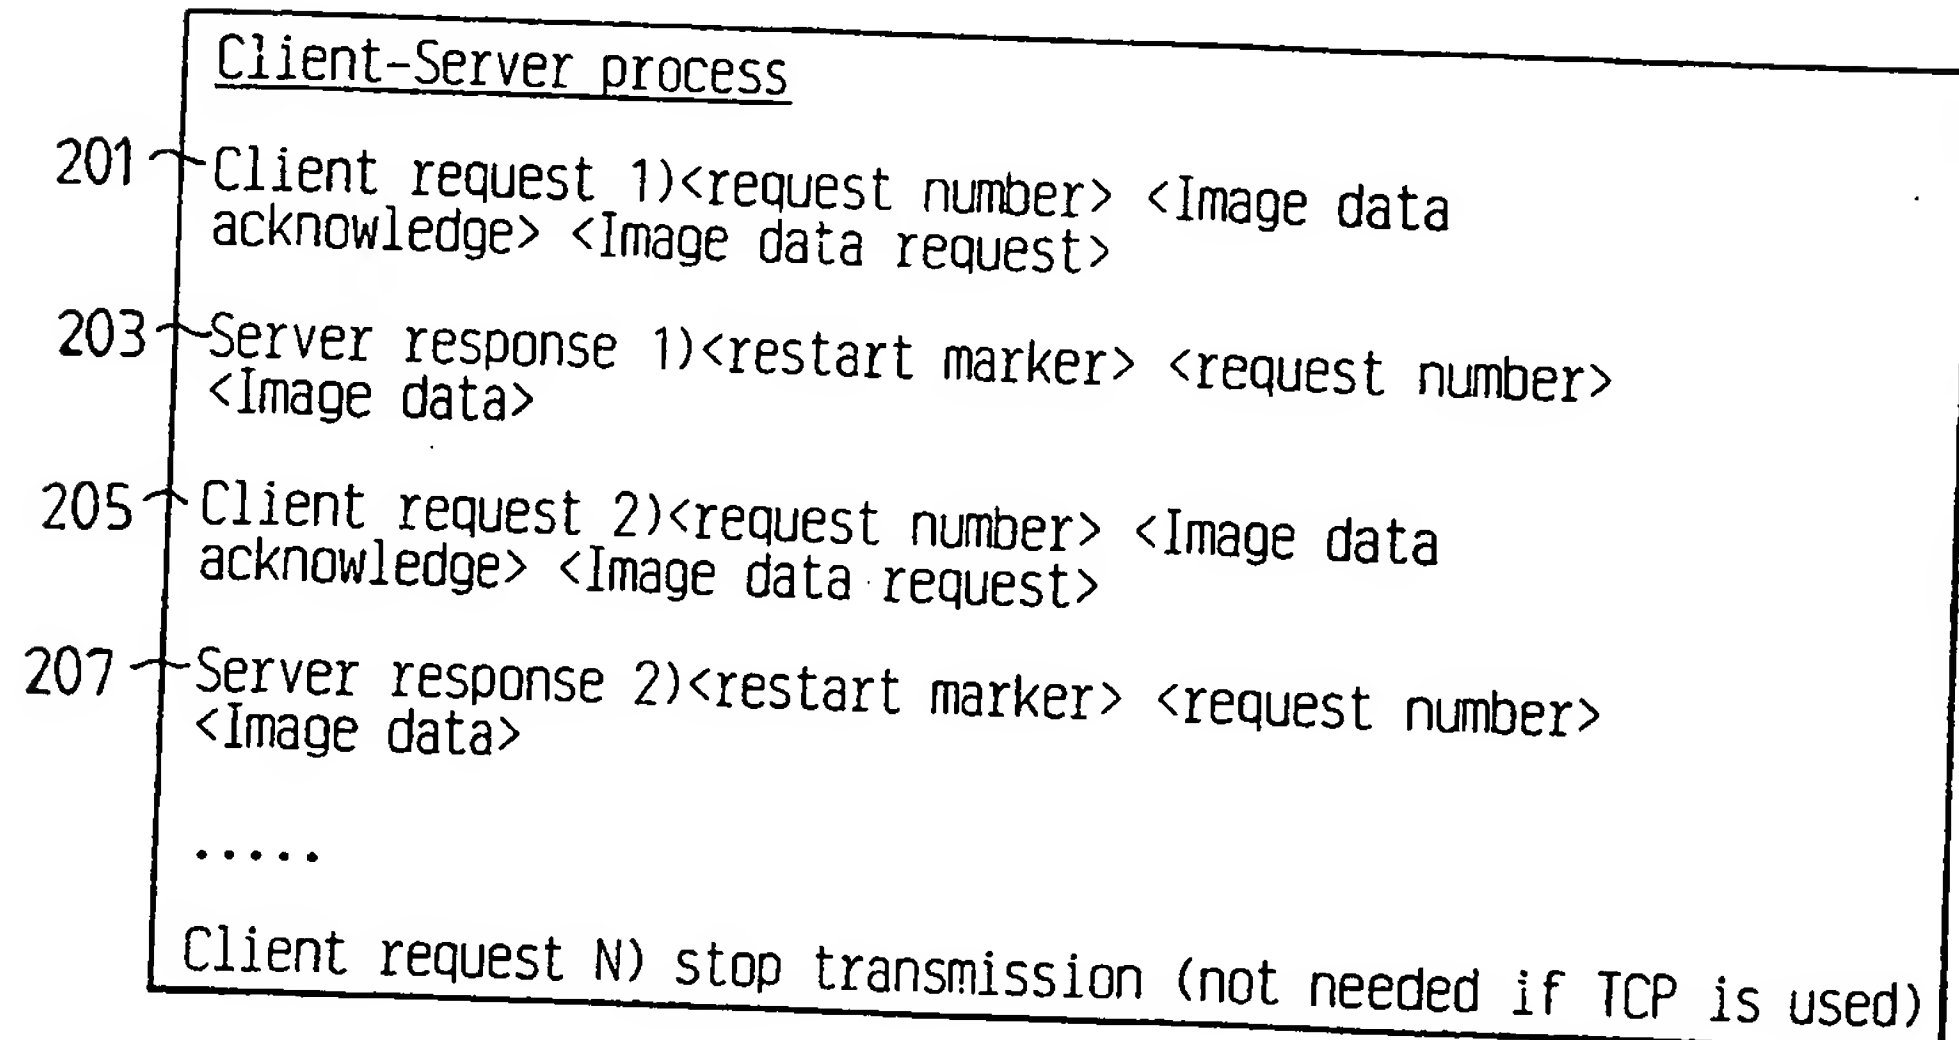 Client-Server process
201 Client request 1)<request number> <Image data
acknowledge> <Image data request>
203 Server response 1)<restart marker> <request number>
<Image data>
205 Client request 2)<request number> <Image data
acknowledge> <Image data request>
207 Server response 2)<restart marker> <request number>
<Image data>
.....
Client request N) stop transmission (not needed if TCP is used)